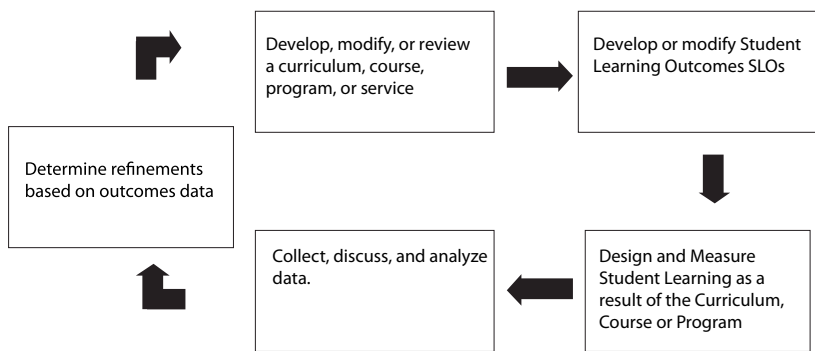 Develop, modify, or review
a curriculum, course,
program, or service
Develop or modify Student
Learning Outcomes SLOs
Determine refinements
based on outcomes data
Collect, discuss, and analyze
data.
Design and Measure
Student Learning as a
result of the Curriculum,
Course or Program